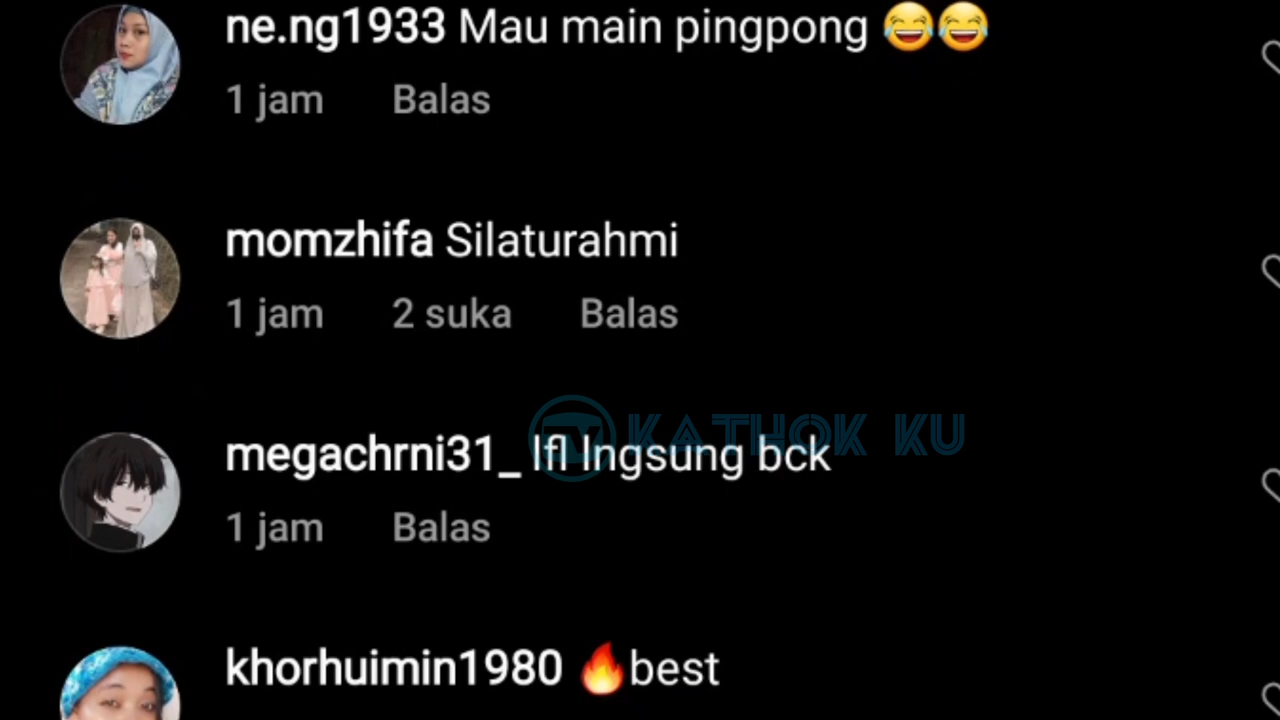 ne.ng1933 Mau main pingpong 😂😂
1 jam Balas
momzhifa Silaturahmi
1 jam 2 suka Balas
KATHOK KU
megachrni31_ lfl lngsung bck
1 jam Balas
khorhuimin1980 🔥best